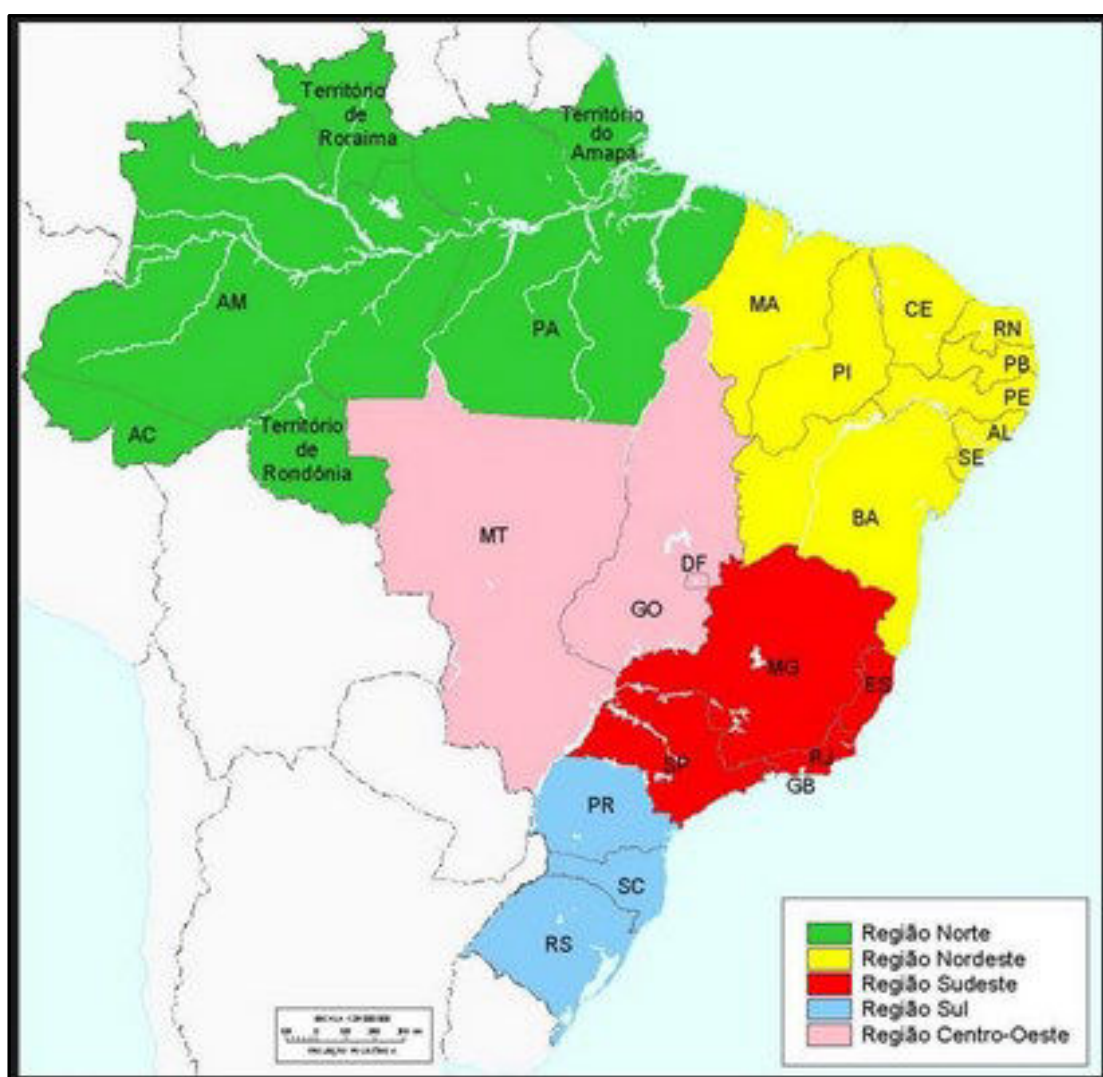 Território
de
Roraima
Território
do
Amapá
AM
PA
MA
CE
RN
PB
PE
AL
SE
PI
AC
Território
de
Rondônia
BA
MT
DF
GO
MG
ES
SP
RJ
GB
PR
SC
RS
Região Norte
Região Nordeste
Região Sudeste
Região Sul
Região Centro-Oeste